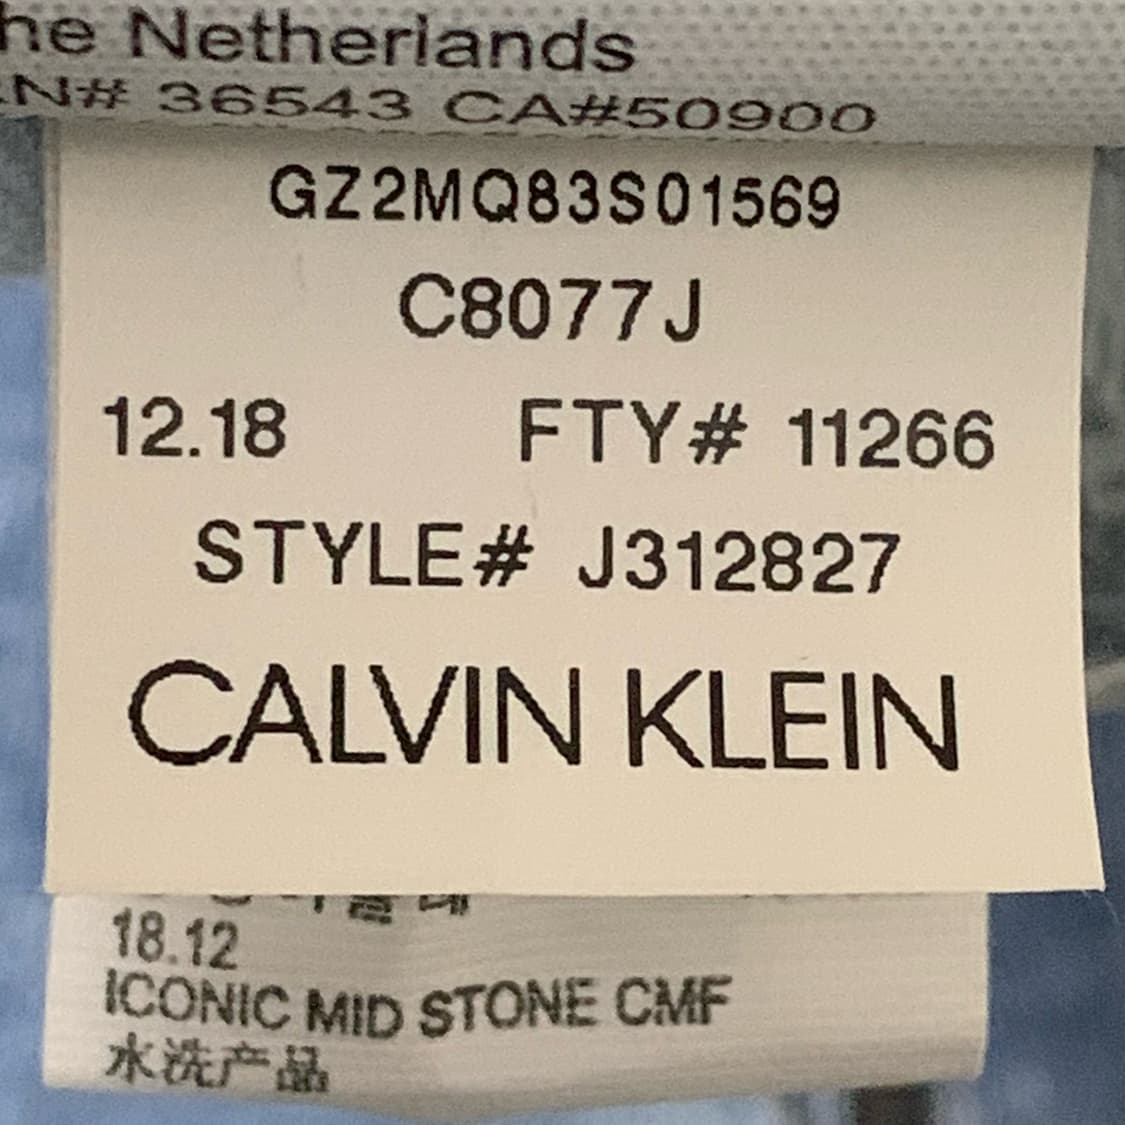 he Netherlands
N# 36543 CA#50900
GZ2MQ83S01569
C8077J
12.18 FTY# 11266
STYLE# J312827
CALVIN KLEIN
18.12
ICONIC MID STONE CMF
水洗产品